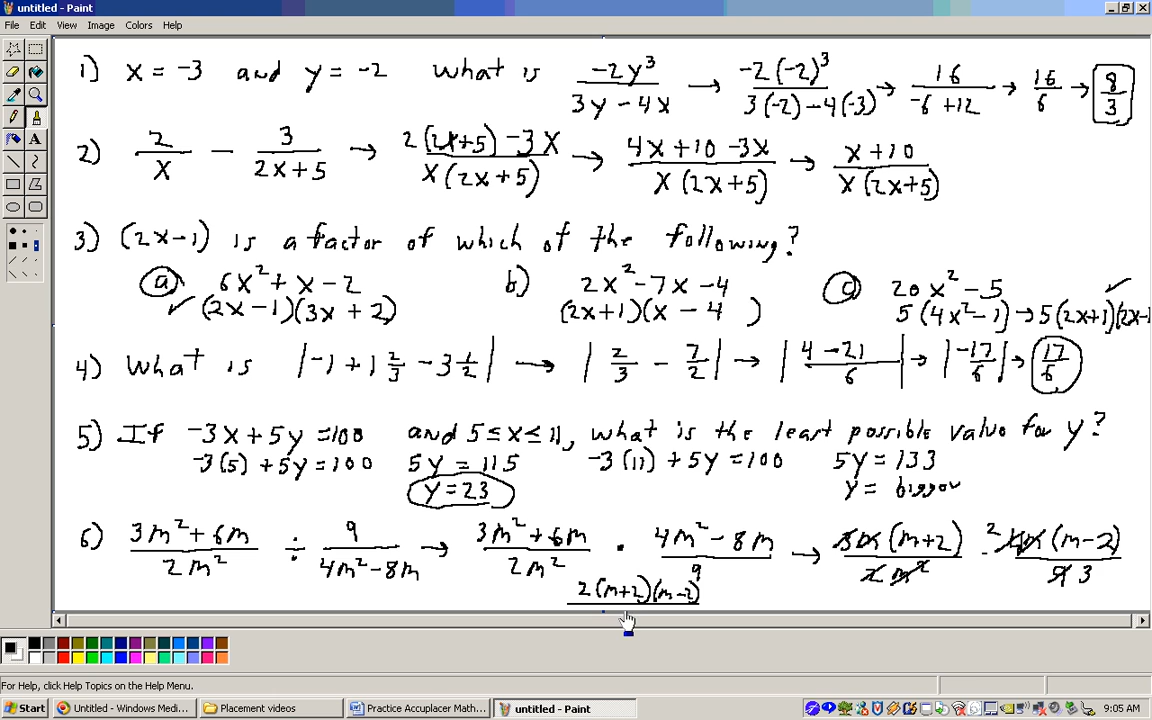 untitled - Paint
File Edit View Image Colors Help
1) x = -3 and y = -2 What is -2y³ / 3y - 4x → -2(-2)³ / 3(-2) - 4(-3) → 16 / -6 + 12 → 16/6 → 8/3
2) 2/x - 3/2x+5 → 2(2x+5) - 3x / x(2x+5) → 4x + 10 - 3x / x(2x+5) → x + 10 / x(2x+5)
3) (2x-1) is a factor of which of the following?
a) 6x² + x - 2 b) 2x² - 7x - 4 c) 20x² - 5
✓ (2x - 1)(3x + 2) (2x+1)(x - 4 ) 5(4x² - 1) → 5(2x+1)(2x-1 ✓
4) What is |-1 + 1 2/3 - 3 1/2| → |2/3 - 7/2| → |4 - 21 / 6| → |-17/6| → 17/6
5) If -3x + 5y = 100 and 5 ≤ x ≤ 11, what is the least possible value for y?
-3(5) + 5y = 100 5y = 115 -3(11) + 5y = 100 5y = 133
y = 23 y = bigger
6) 3m² + 6m / 2m² ÷ 9 / 4m² - 8m → 3m² + 6m / 2m² · 4m² - 8m / 9 → 3m(m+2) / 2m² · 2 4m(m-2) / 9 3
2(m+2)(m-2)
For Help, click Help Topics on the Help Menu.
Start Untitled - Windows Medi... Placement videos Practice Accuplacer Math... untitled - Paint 9:05 AM